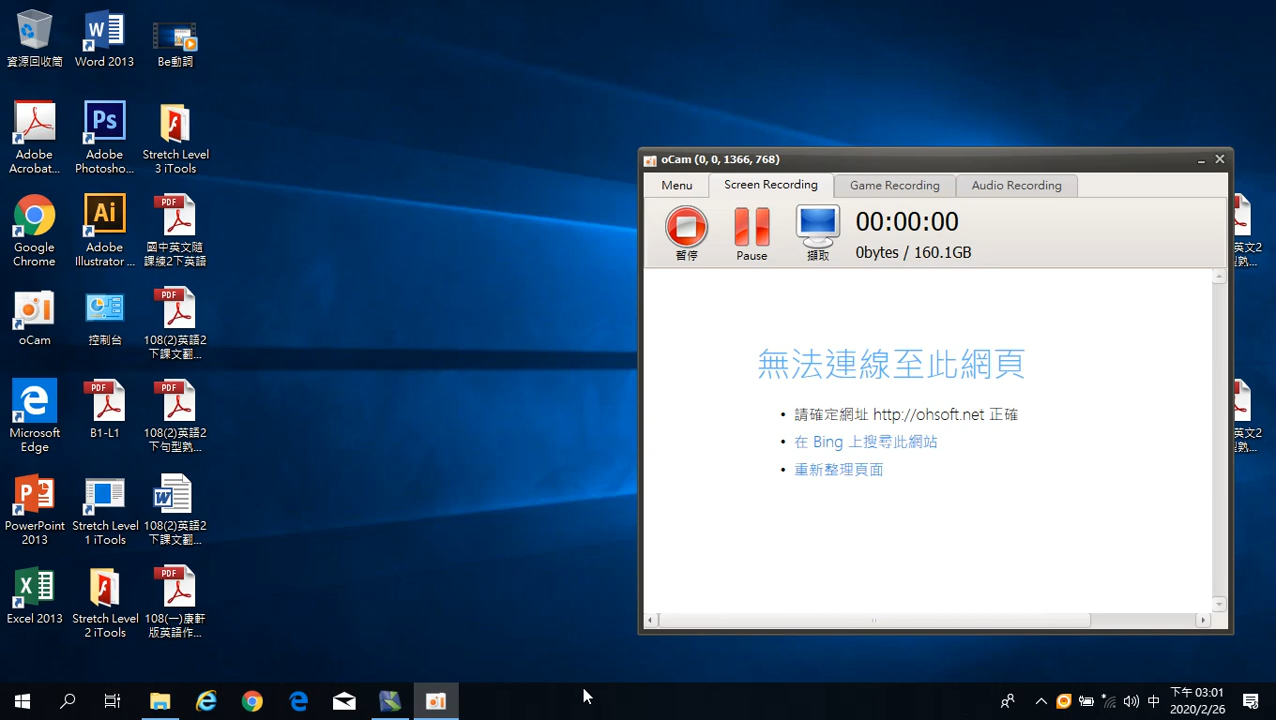 資源回收筒
Word 2013
Be動詞
Adobe
Acrobat...
Adobe
Photosho...
Stretch Level
3 iTools
Google
Chrome
Adobe
Illustrator ...
國中英文隨
課練2下英語
oCam
控制台
108(2)英語2
下課文翻...
Microsoft
Edge
B1-L1
108(2)英語2
下句型熟...
PowerPoint
2013
Stretch Level
1 iTools
108(2)英語2
下課文翻...
Excel 2013
Stretch Level
2 iTools
108(一)康軒
版英語作...
oCam (0, 0, 1366, 768)
Menu
Screen Recording
Game Recording
Audio Recording
暫停
Pause
擷取
00:00:00
0bytes / 160.1GB
無法連線至此網頁
• 請確定網址 http://ohsoft.net 正確
• 在 Bing 上搜尋此網站
• 重新整理頁面
英文2
熟...
英文2
型熟...
中
下午 03:01
2020/2/26